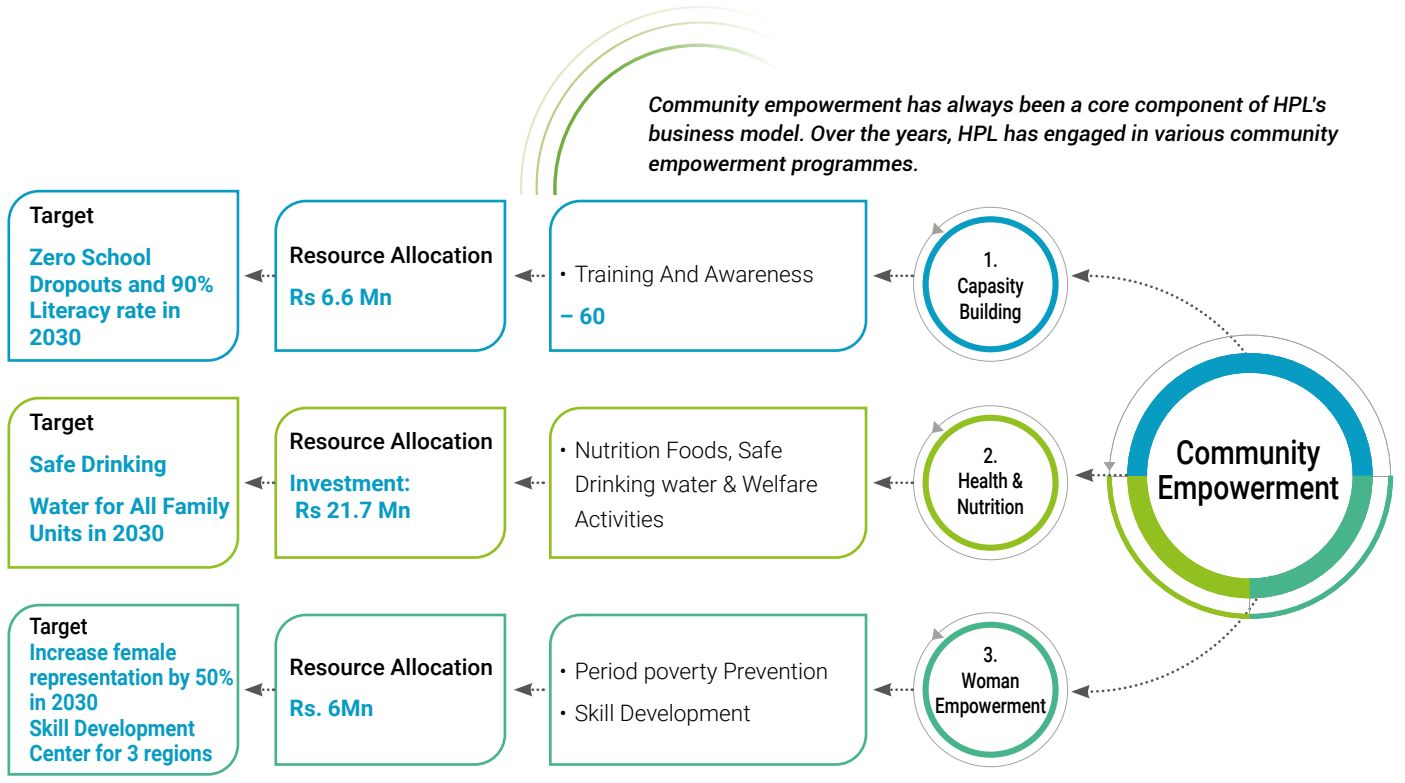 Community empowerment has always been a core component of HPL's
business model. Over the years, HPL has engaged in various community
empowerment programmes.
Target
Zero School
Dropouts and 90%
Literacy rate in
2030
Resource Allocation
Rs 6.6 Mn
• Training And Awareness
– 60
1.
Capasity
Building
Target
Safe Drinking
Water for All Family
Units in 2030
Resource Allocation
Investment:
Rs 21.7 Mn
• Nutrition Foods, Safe
Drinking water & Welfare
Activities
2.
Health &
Nutrition
Community
Empowerment
Target
Increase female
representation by 50%
in 2030
Skill Development
Center for 3 regions
Resource Allocation
Rs. 6Mn
• Period poverty Prevention
• Skill Development
3.
Woman
Empowerment